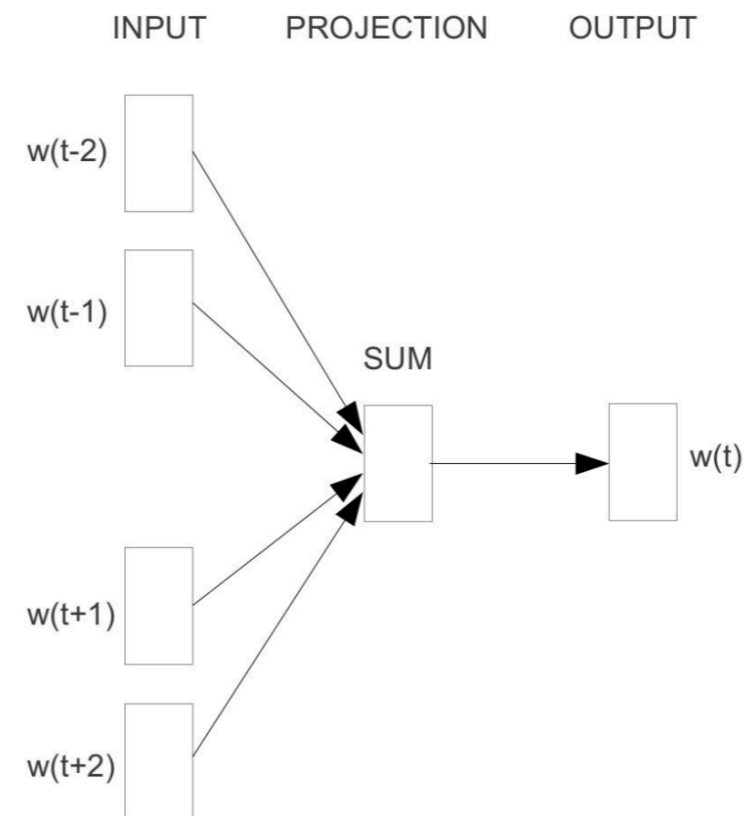 INPUT PROJECTION OUTPUT
w(t-2)
w(t-1)
SUM
w(t)
w(t+1)
w(t+2)